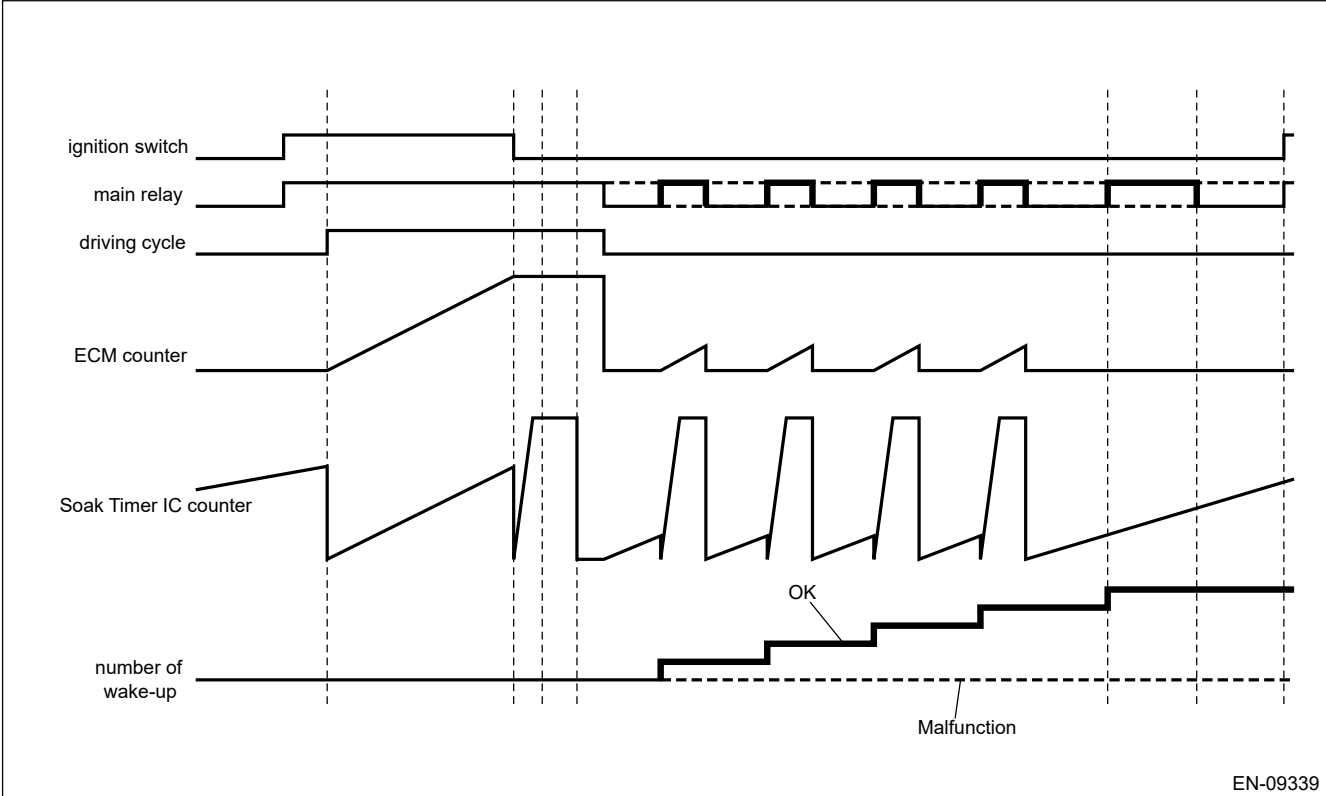 ignition switch
main relay
driving cycle
ECM counter
Soak Timer IC counter
OK
number of
wake-up
Malfunction
EN-09339